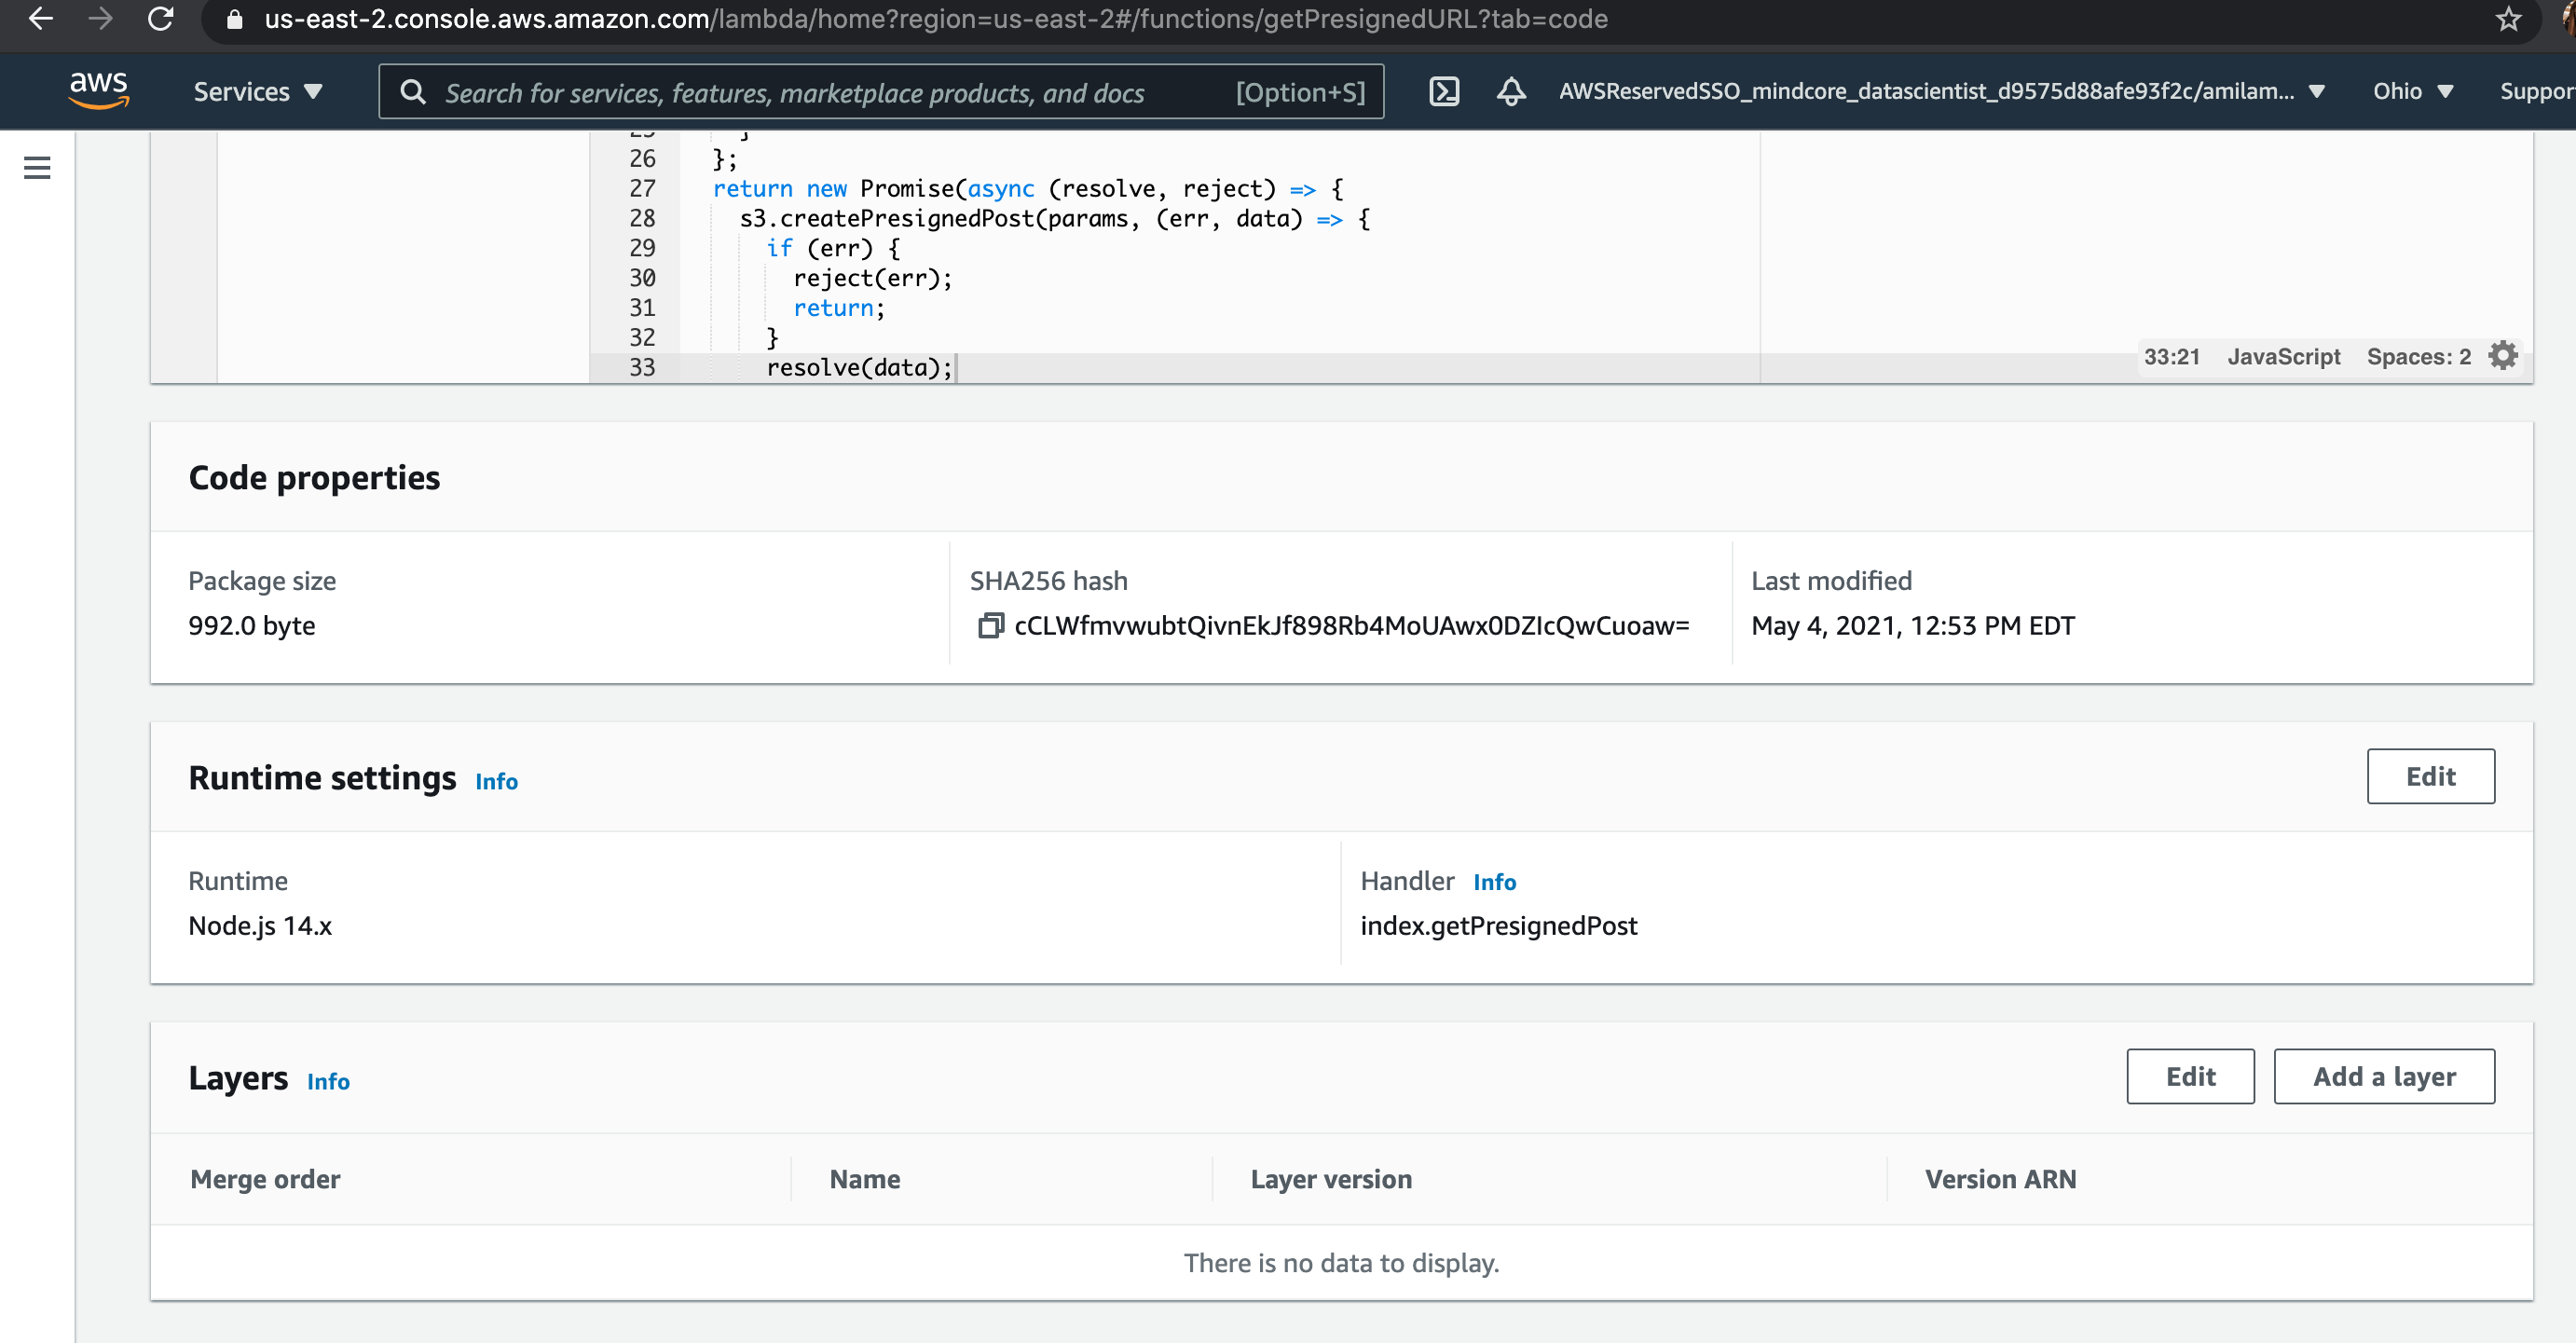 us-east-2.console.aws.amazon.com/lambda/home?region=us-east-2#/functions/getPresignedURL?tab=code
aws Services Search for services, features, marketplace products, and docs [Option+S] AWSReservedSSO_mindcore_datascientist_d9575d88afe93f2c/amilam... Ohio Suppor
25 }
26 };
27 return new Promise(async (resolve, reject) => {
28 s3.createPresignedPost(params, (err, data) => {
29 if (err) {
30 reject(err);
31 return;
32 }
33 resolve(data);
33:21 JavaScript Spaces: 2
Code properties
Package size SHA256 hash Last modified
992.0 byte cCLWfmvwubtQivnEkJf898Rb4MoUAwx0DZIcQwCuoaw= May 4, 2021, 12:53 PM EDT
Runtime settings Info Edit
Runtime Handler Info
Node.js 14.x index.getPresignedPost
Layers Info Edit Add a layer
Merge order Name Layer version Version ARN
There is no data to display.